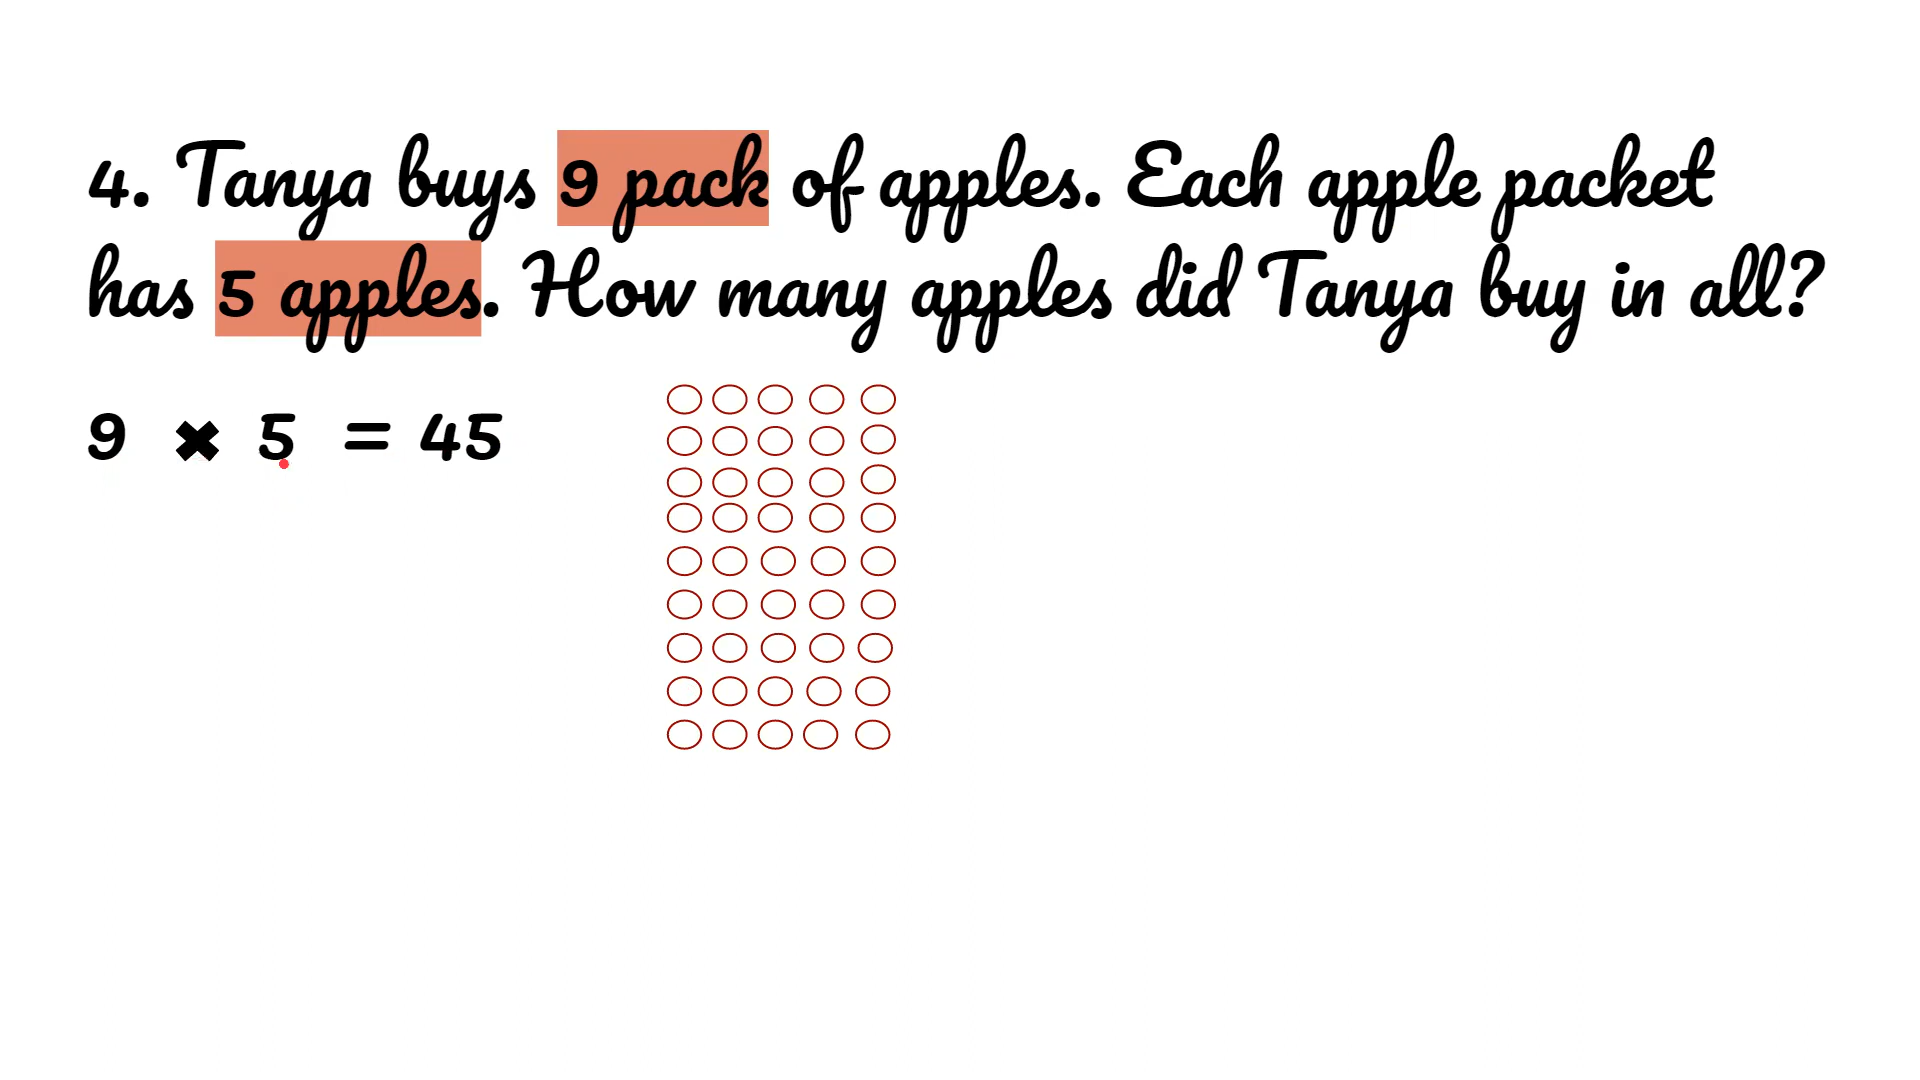 4. Tanya buys 9 pack of apples. Each apple packet
has 5 apples. How many apples did Tanya buy in all?
9 ✖ 5 = 45